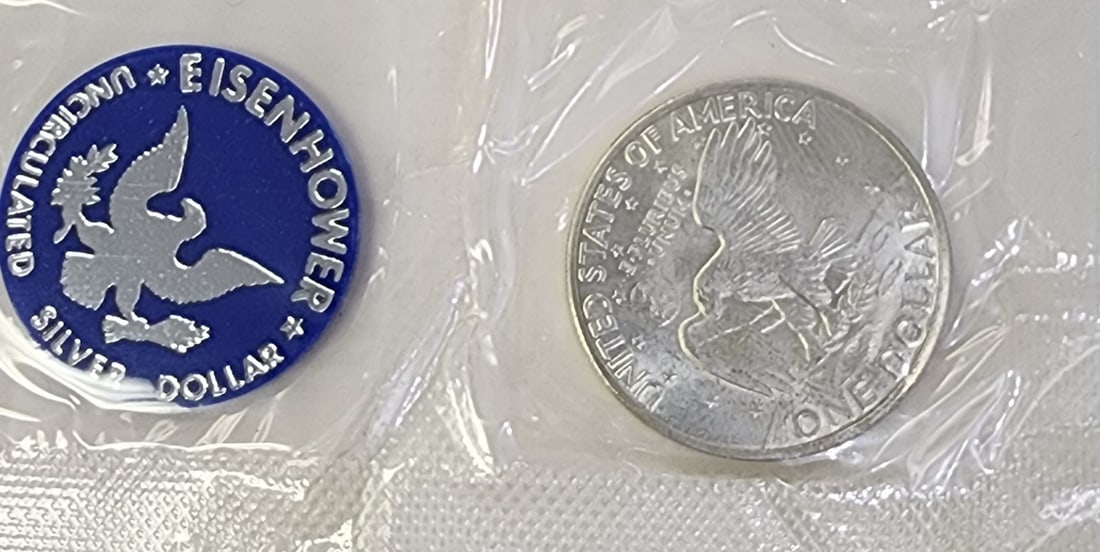 EISENHOWER
UNCIRCULATED
SILVER DOLLAR
UNITED STATES OF AMERICA
E PLURIBUS
UNUM
ONE DOLLAR